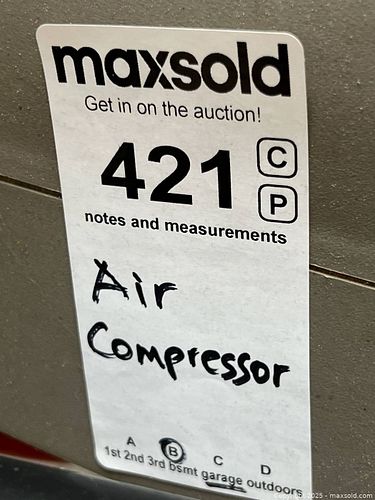 maxsold
Get in on the auction!
421 C
P
notes and measurements
Air
Compressor
A B C D
1st 2nd 3rd bsmt garage outdoors
2025 - maxsold.com